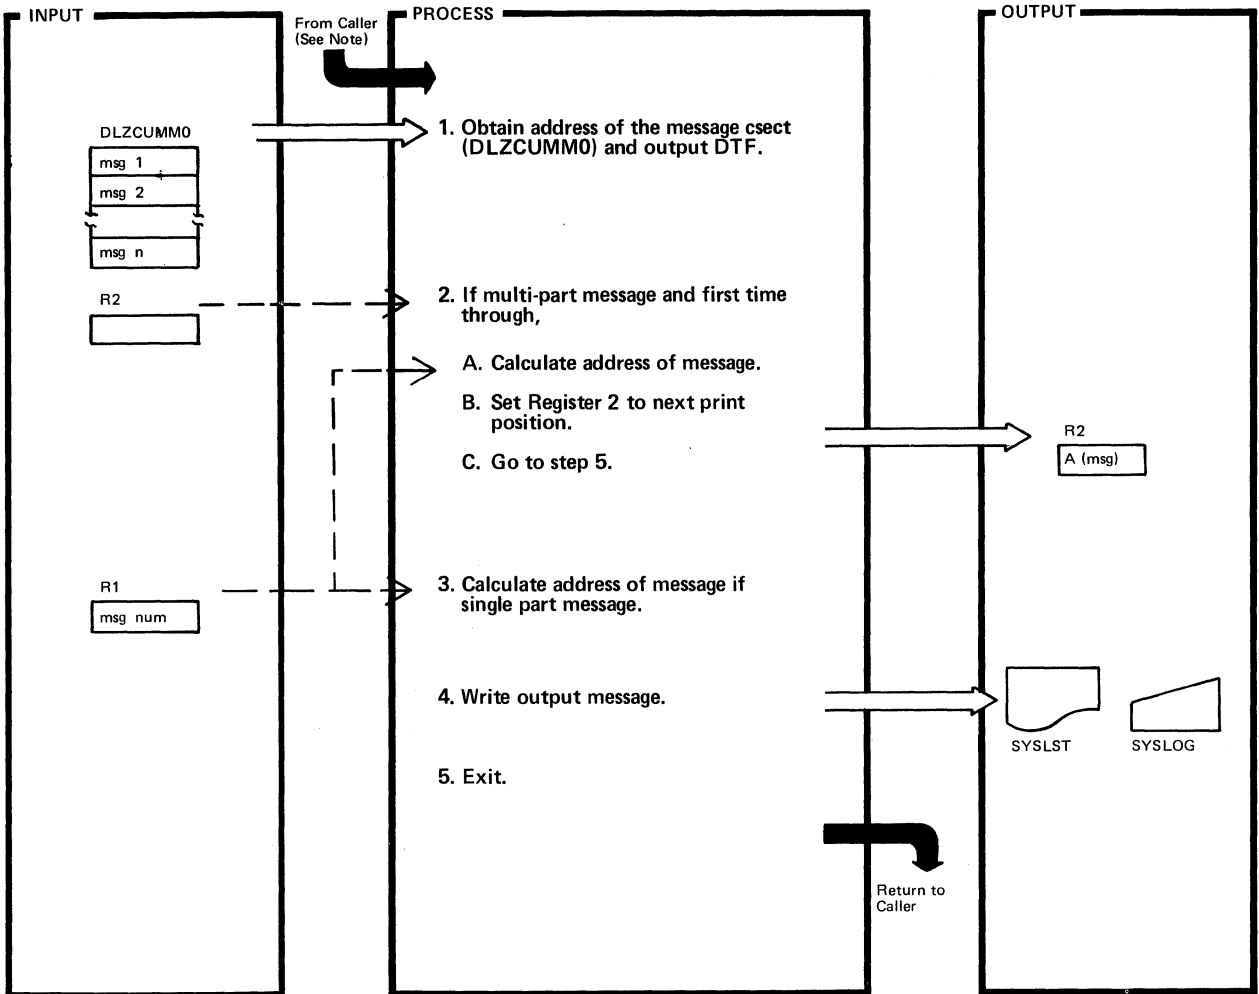 INPUT
From Caller
(See Note)
PROCESS
OUTPUT
DLZCUMM0
msg 1
msg 2
msg n
1. Obtain address of the message csect
(DLZCUMM0) and output DTF.
R2
2. If multi-part message and first time
through,
A. Calculate address of message.
B. Set Register 2 to next print
position.
C. Go to step 5.
R2
A (msg)
R1
msg num
3. Calculate address of message if
single part message.
4. Write output message.
SYSLST
SYSLOG
5. Exit.
Return to
Caller